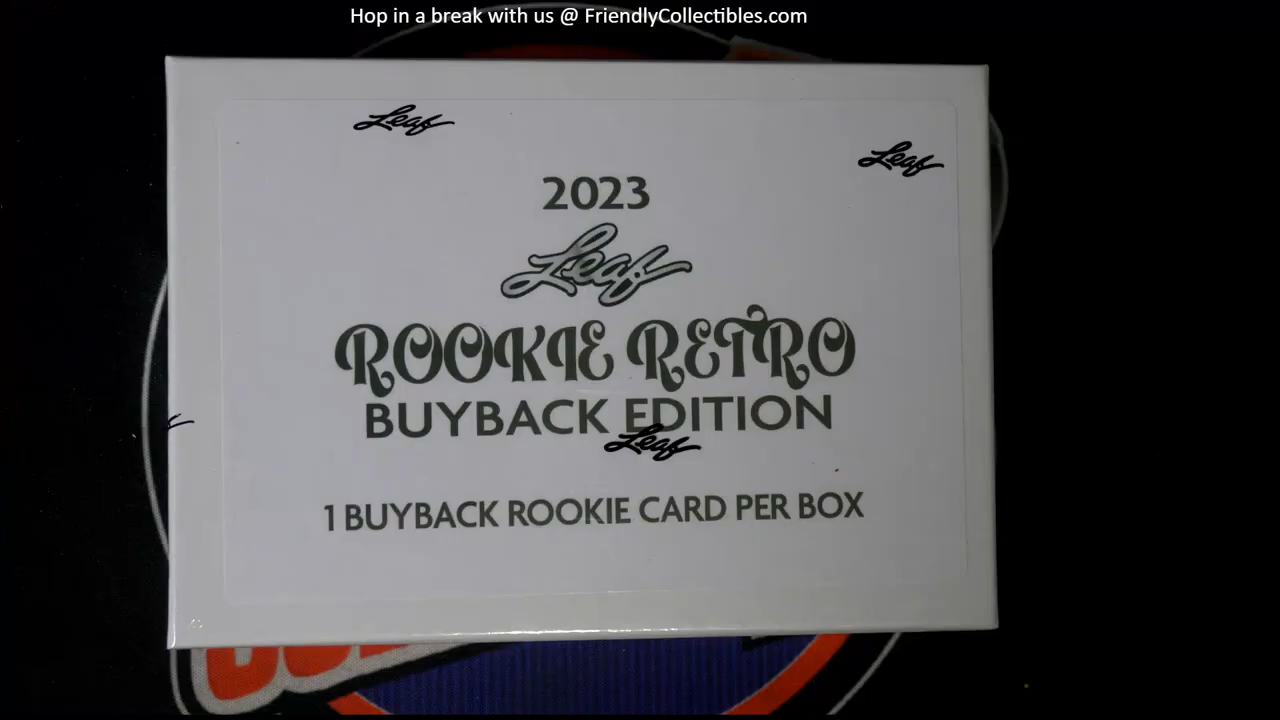 Hop in a break with us @ FriendlyCollectibles.com
Leaf
Leaf
2023
Leaf
ROOKIE RETRO
BUYBACK EDITION
Leaf
1 BUYBACK ROOKIE CARD PER BOX